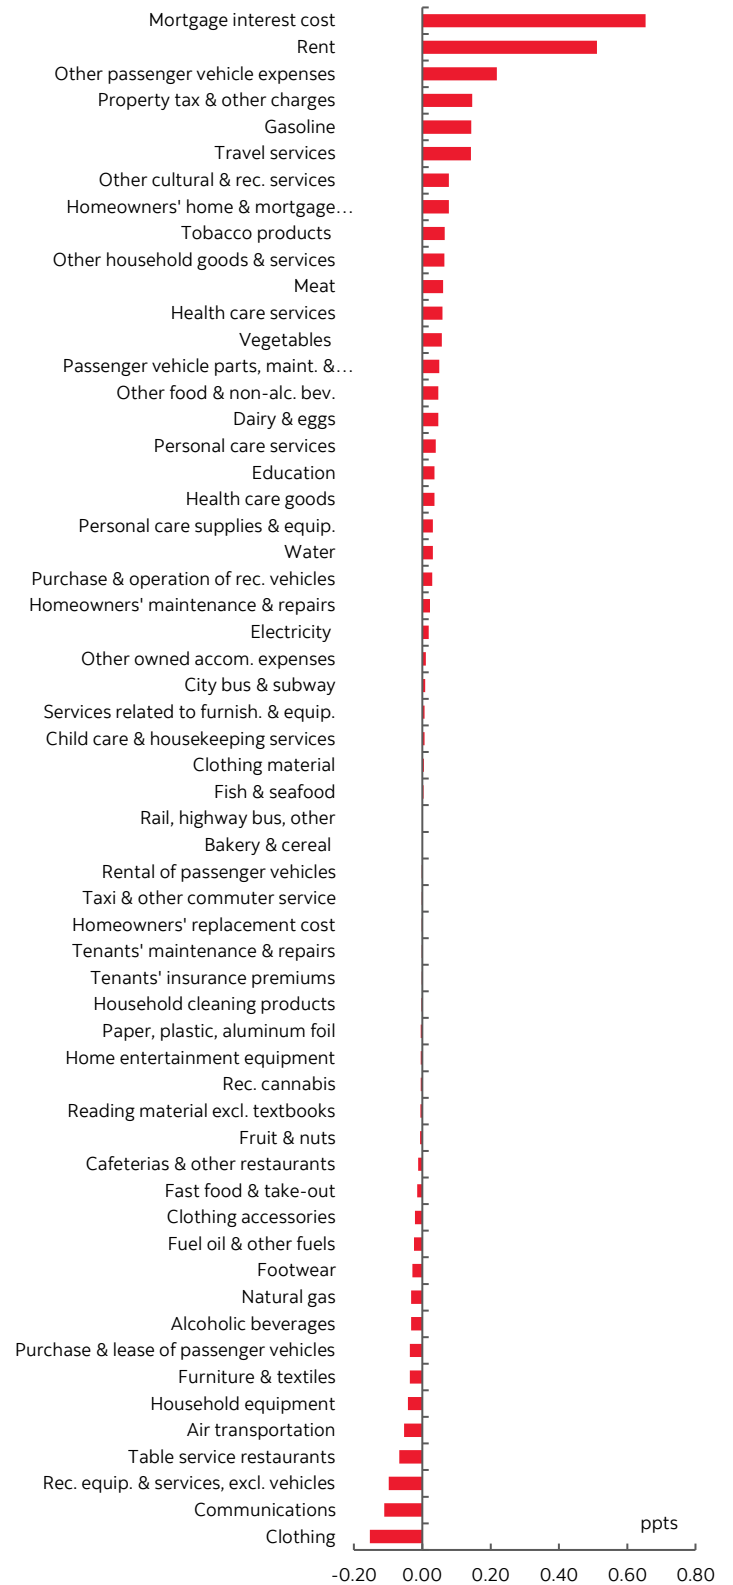 Mortgage interest cost
Rent
Other passenger vehicle expenses
Property tax & other charges
Gasoline
Travel services
Other cultural & rec. services
Homeowners' home & mortgage…
Tobacco products
Other household goods & services
Meat
Health care services
Vegetables
Passenger vehicle parts, maint. &…
Other food & non-alc. bev.
Dairy & eggs
Personal care services
Education
Health care goods
Personal care supplies & equip.
Water
Purchase & operation of rec. vehicles
Homeowners' maintenance & repairs
Electricity
Other owned accom. expenses
City bus & subway
Services related to furnish. & equip.
Child care & housekeeping services
Clothing material
Fish & seafood
Rail, highway bus, other
Bakery & cereal
Rental of passenger vehicles
Taxi & other commuter service
Homeowners' replacement cost
Tenants' maintenance & repairs
Tenants' insurance premiums
Household cleaning products
Paper, plastic, aluminum foil
Home entertainment equipment
Rec. cannabis
Reading material excl. textbooks
Fruit & nuts
Cafeterias & other restaurants
Fast food & take-out
Clothing accessories
Fuel oil & other fuels
Footwear
Natural gas
Alcoholic beverages
Purchase & lease of passenger vehicles
Furniture & textiles
Household equipment
Air transportation
Table service restaurants
Rec. equip. & services, excl. vehicles
Communications
ppts
Clothing
-0.20 0.00 0.20 0.40 0.60 0.80